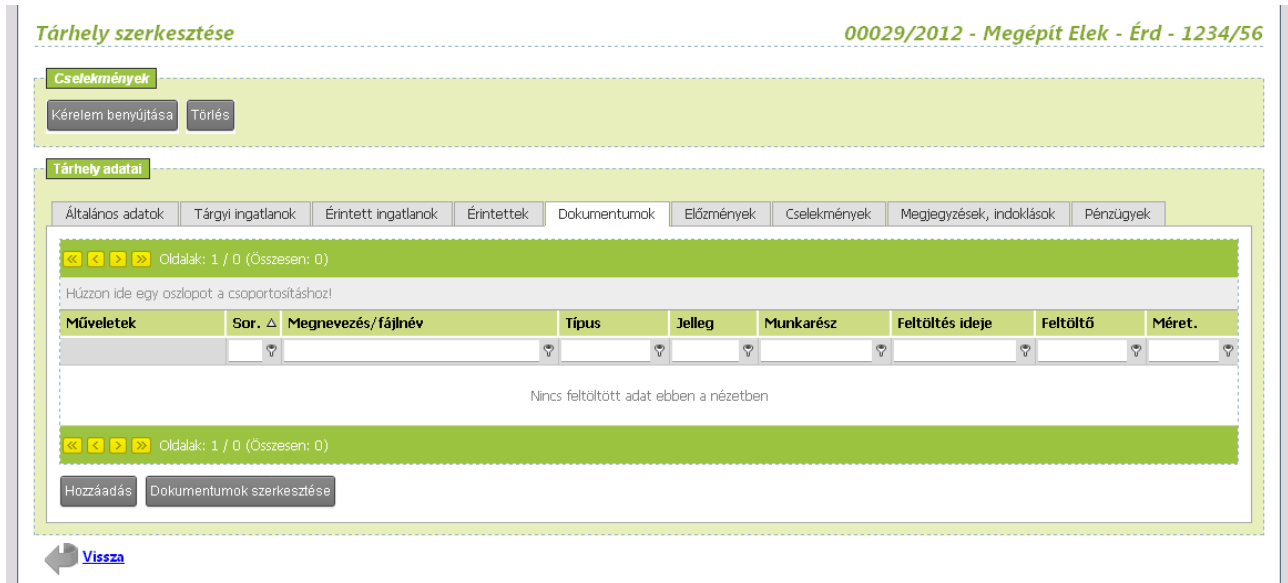 Tárhely szerkesztése 00029/2012 - Megépít Elek - Érd - 1234/56
Cselekmények
Kérelem benyújtása Törlés
Tárhely adatai
Általános adatok Tárgyi ingatlanok Érintett ingatlanok Érintettek Dokumentumok Előzmények Cselekmények Megjegyzések, indoklások Pénzügyek
Oldalak: 1 / 0 (Összesen: 0)
Húzzon ide egy oszlopot a csoportosításhoz!
Műveletek Sor. Megnevezés/fájlnév Típus Jelleg Munkarész Feltöltés ideje Feltöltő Méret.
Nincs feltöltött adat ebben a nézetben
Oldalak: 1 / 0 (Összesen: 0)
Hozzáadás Dokumentumok szerkesztése
Vissza